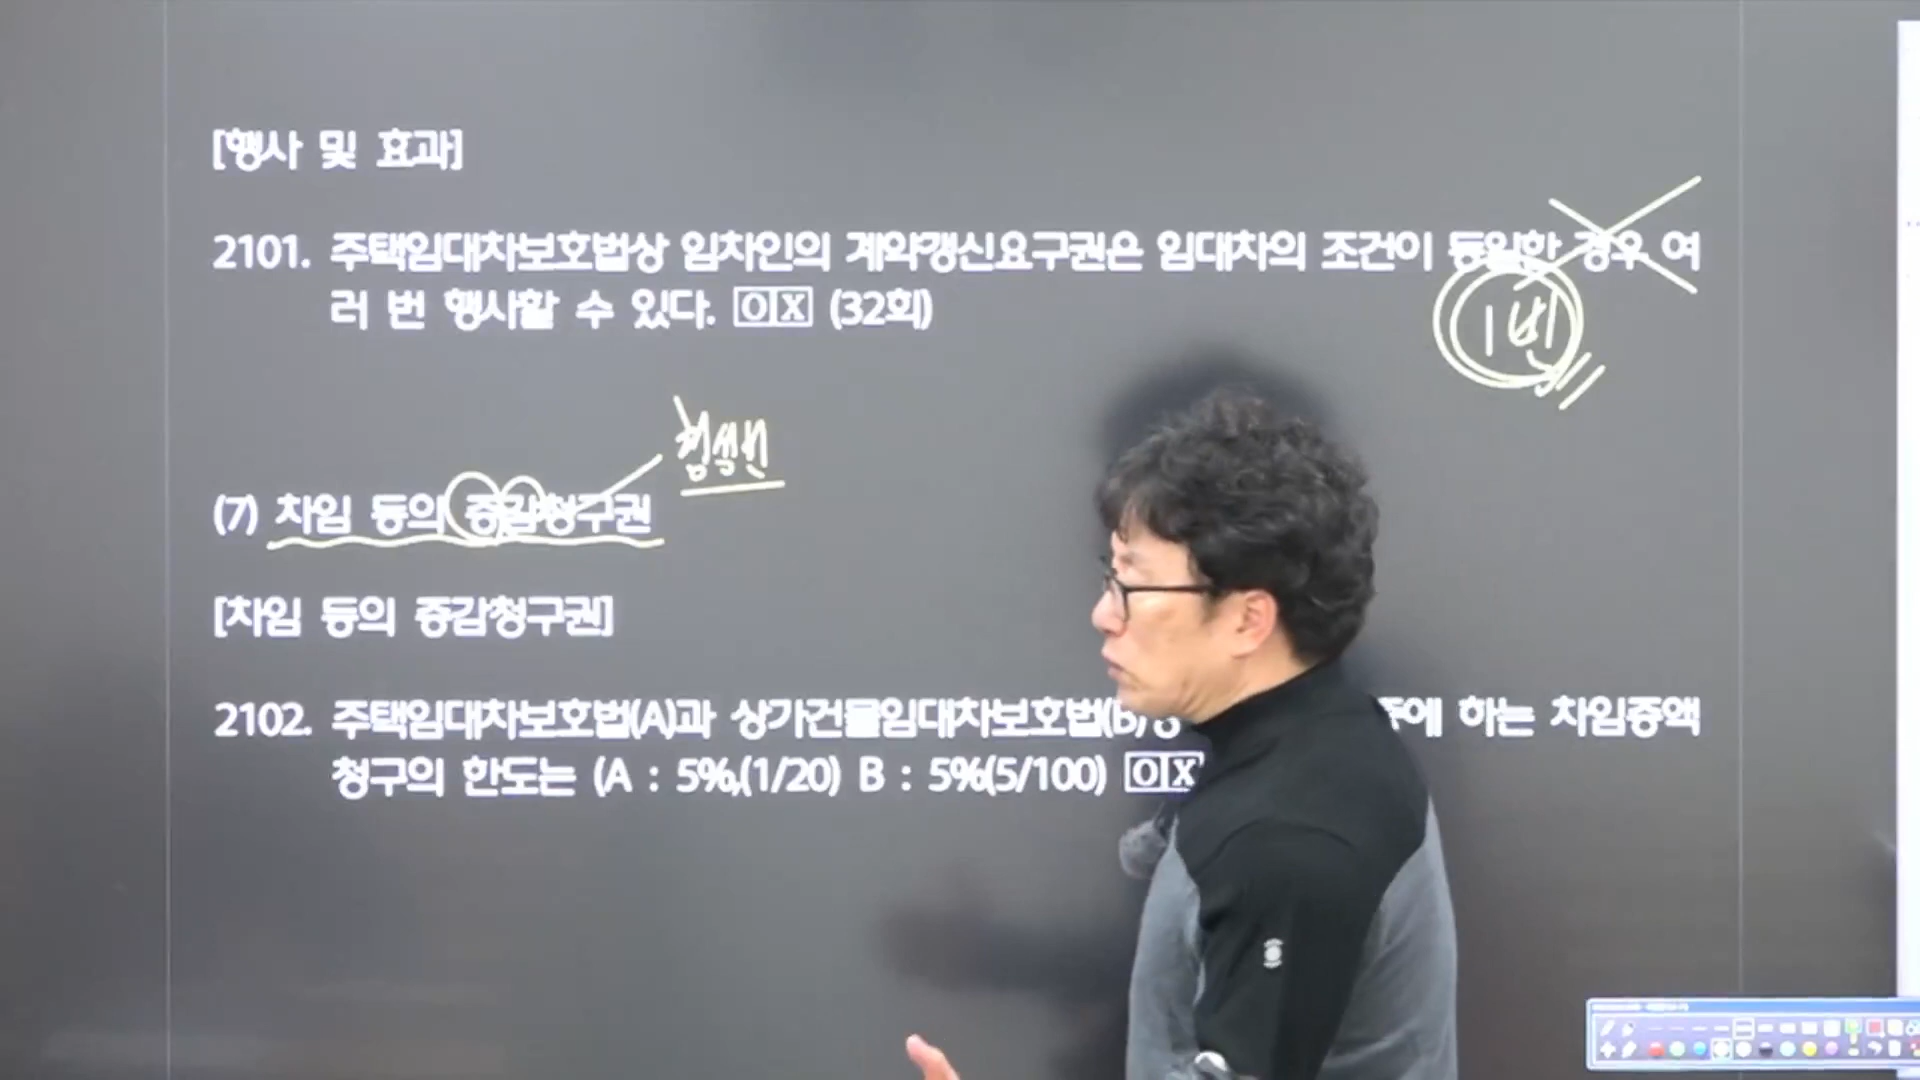 [행사 및 효과]
2101. 주택임대차보호법상 임차인의 계약갱신요구권은 임대차의 조건이 동일한 경우 여
러 번 행사할 수 있다. O X (32회)
1번
형성권
(7) 차임 등의 증감청구권
[차임 등의 증감청구권]
2102. 주택임대차보호법(A)과 상가건물임대차보호법(B)상 하는 차임증액
청구의 한도는 (A : 5%,(1/20) B : 5%(5/100) O X